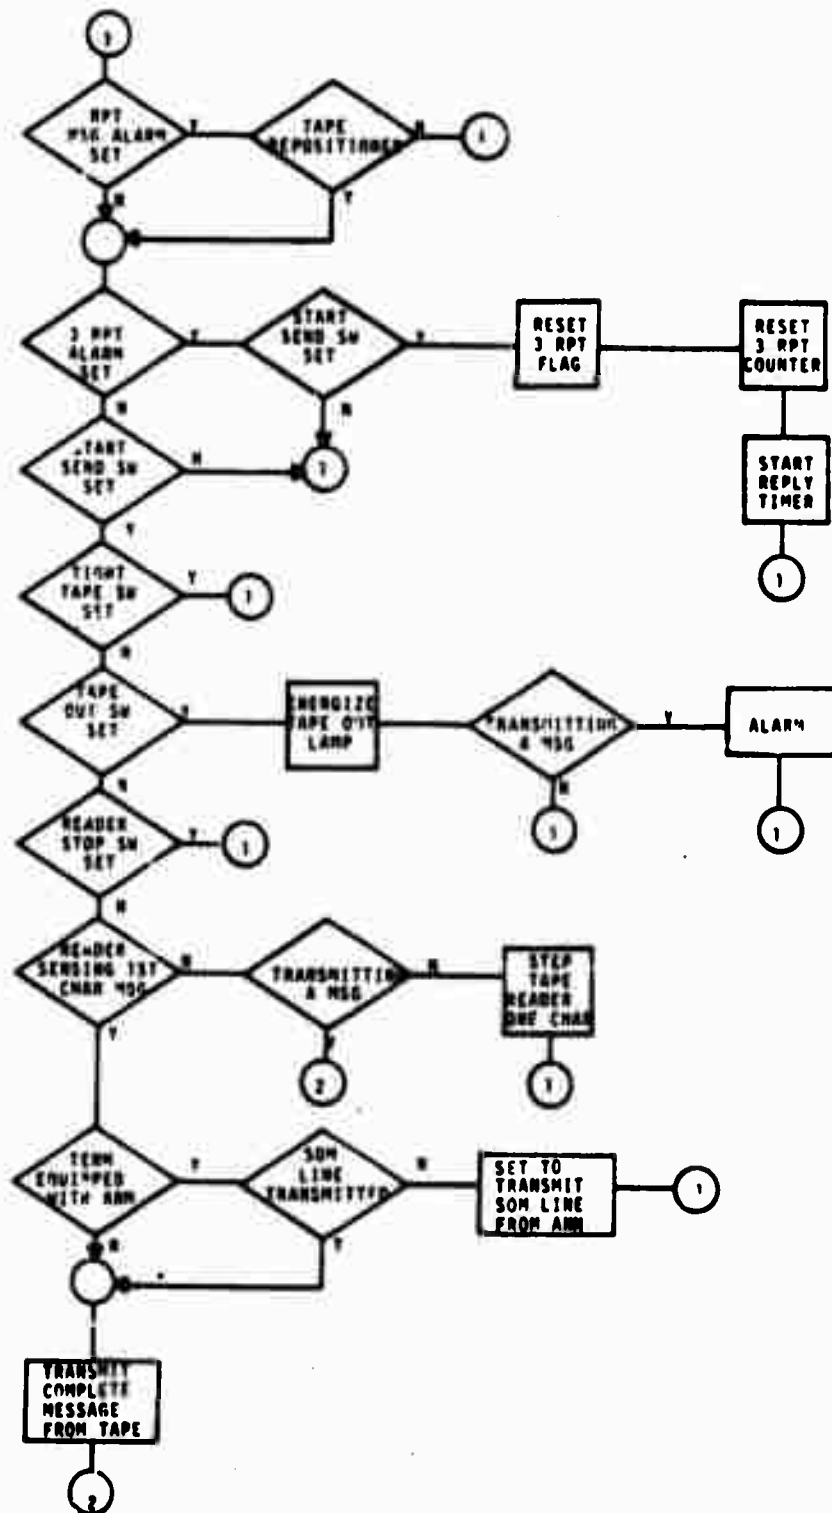 RPT
MSG ALARM
SET
Y
N
TAPE
REPOSITIONED
N
Y
3 RPT
ALARM
SET
Y
N
START
SEND SW
SET
Y
N
RESET
3 RPT
FLAG
RESET
3 RPT
COUNTER
START
REPLY
TIMER
1
START
SEND SW
SET
N
Y
1
TIGHT
TAPE SW
SET
Y
N
1
TAPE
OUT SW
SET
Y
N
ENERGIZE
TAPE OUT
LAMP
TRANSMITTING
A MSG
Y
N
ALARM
1
1
READER
STOP SW
SET
Y
N
1
READER
SENSING 1ST
CHAR MSG
N
Y
TRANSMITTING
A MSG
N
Y
STEP
TAPE
READER
ONE CHAR
2
1
TERM
EQUIPPED
WITH ANN
Y
N
SOM
LINE
TRANSMITTED
N
Y
SET TO
TRANSMIT
SOM LINE
FROM ANN
1
TRANSMIT
COMPLETE
MESSAGE
FROM TAPE
2